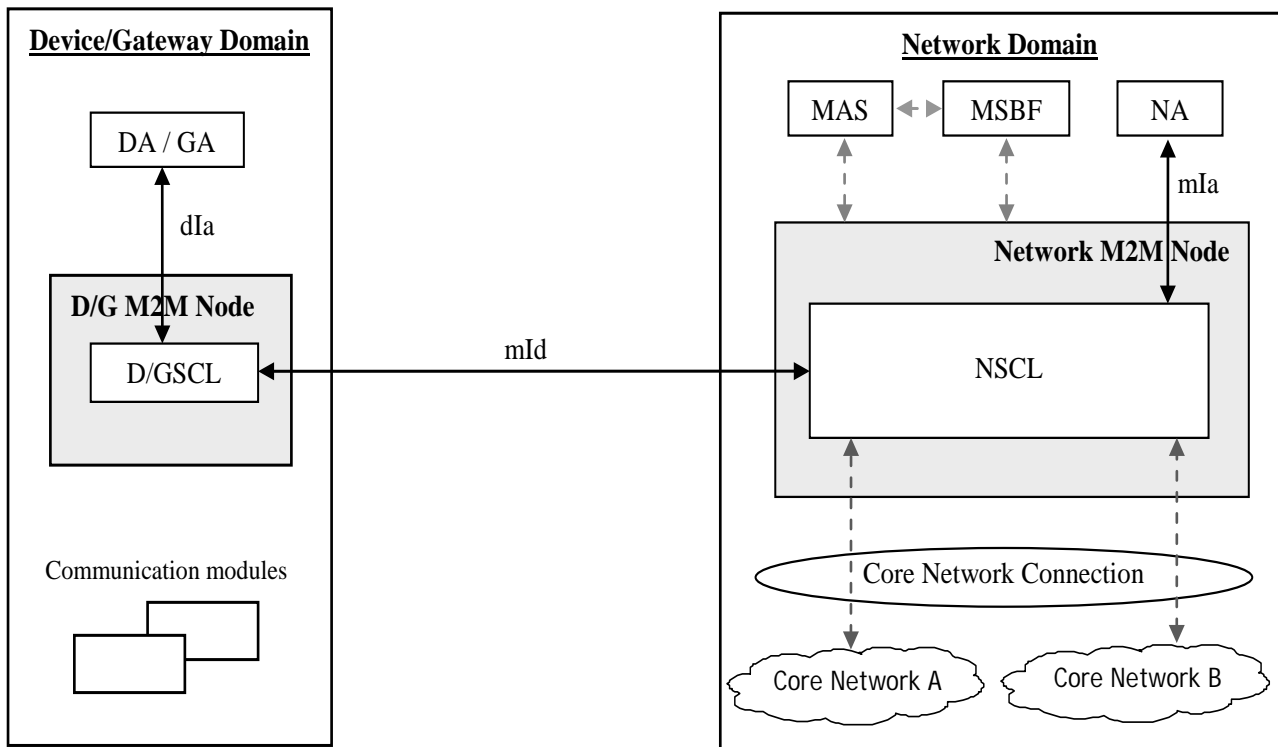 Device/Gateway Domain
DA / GA
dIa
D/G M2M Node
D/GSCL
Communication modules
mId
Network Domain
MAS
MSBF
NA
mIa
Network M2M Node
NSCL
Core Network Connection
Core Network A
Core Network B